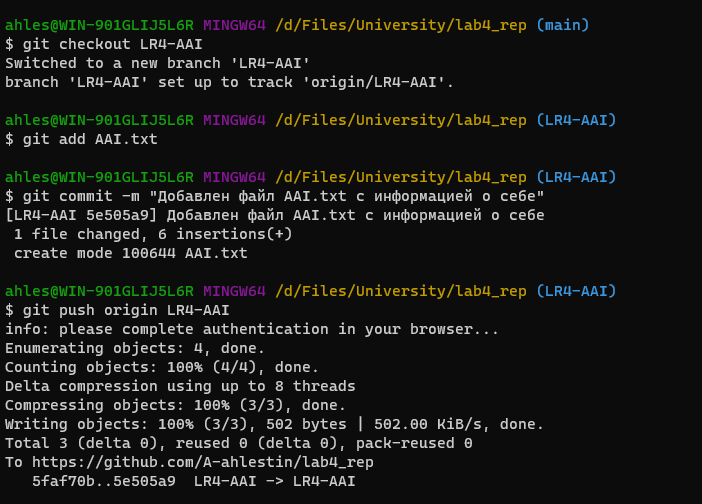 ahles@WIN-901GLIJ5L6R MINGW64 /d/Files/University/lab4_rep (main)
$ git checkout LR4-AAI
Switched to a new branch 'LR4-AAI'
branch 'LR4-AAI' set up to track 'origin/LR4-AAI'.
ahles@WIN-901GLIJ5L6R MINGW64 /d/Files/University/lab4_rep (LR4-AAI)
$ git add AAI.txt
ahles@WIN-901GLIJ5L6R MINGW64 /d/Files/University/lab4_rep (LR4-AAI)
$ git commit -m "Добавлен файл AAI.txt с информацией о себе"
[LR4-AAI 5e505a9] Добавлен файл AAI.txt с информацией о себе
 1 file changed, 6 insertions(+)
 create mode 100644 AAI.txt
ahles@WIN-901GLIJ5L6R MINGW64 /d/Files/University/lab4_rep (LR4-AAI)
$ git push origin LR4-AAI
info: please complete authentication in your browser...
Enumerating objects: 4, done.
Counting objects: 100% (4/4), done.
Delta compression using up to 8 threads
Compressing objects: 100% (3/3), done.
Writing objects: 100% (3/3), 502 bytes | 502.00 KiB/s, done.
Total 3 (delta 0), reused 0 (delta 0), pack-reused 0
To https://github.com/A-ahlestin/lab4_rep
   5faf70b..5e505a9  LR4-AAI -> LR4-AAI